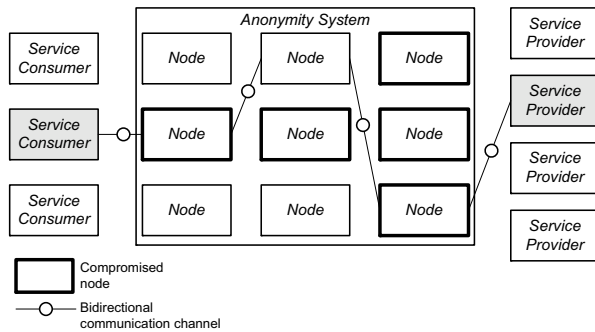 Anonymity System
Service
Consumer
Node
Node
Node
Service
Provider
Service
Consumer
Node
Node
Node
Service
Provider
Service
Consumer
Node
Node
Node
Service
Provider
Service
Provider
Compromised
node
Bidirectional
communication channel